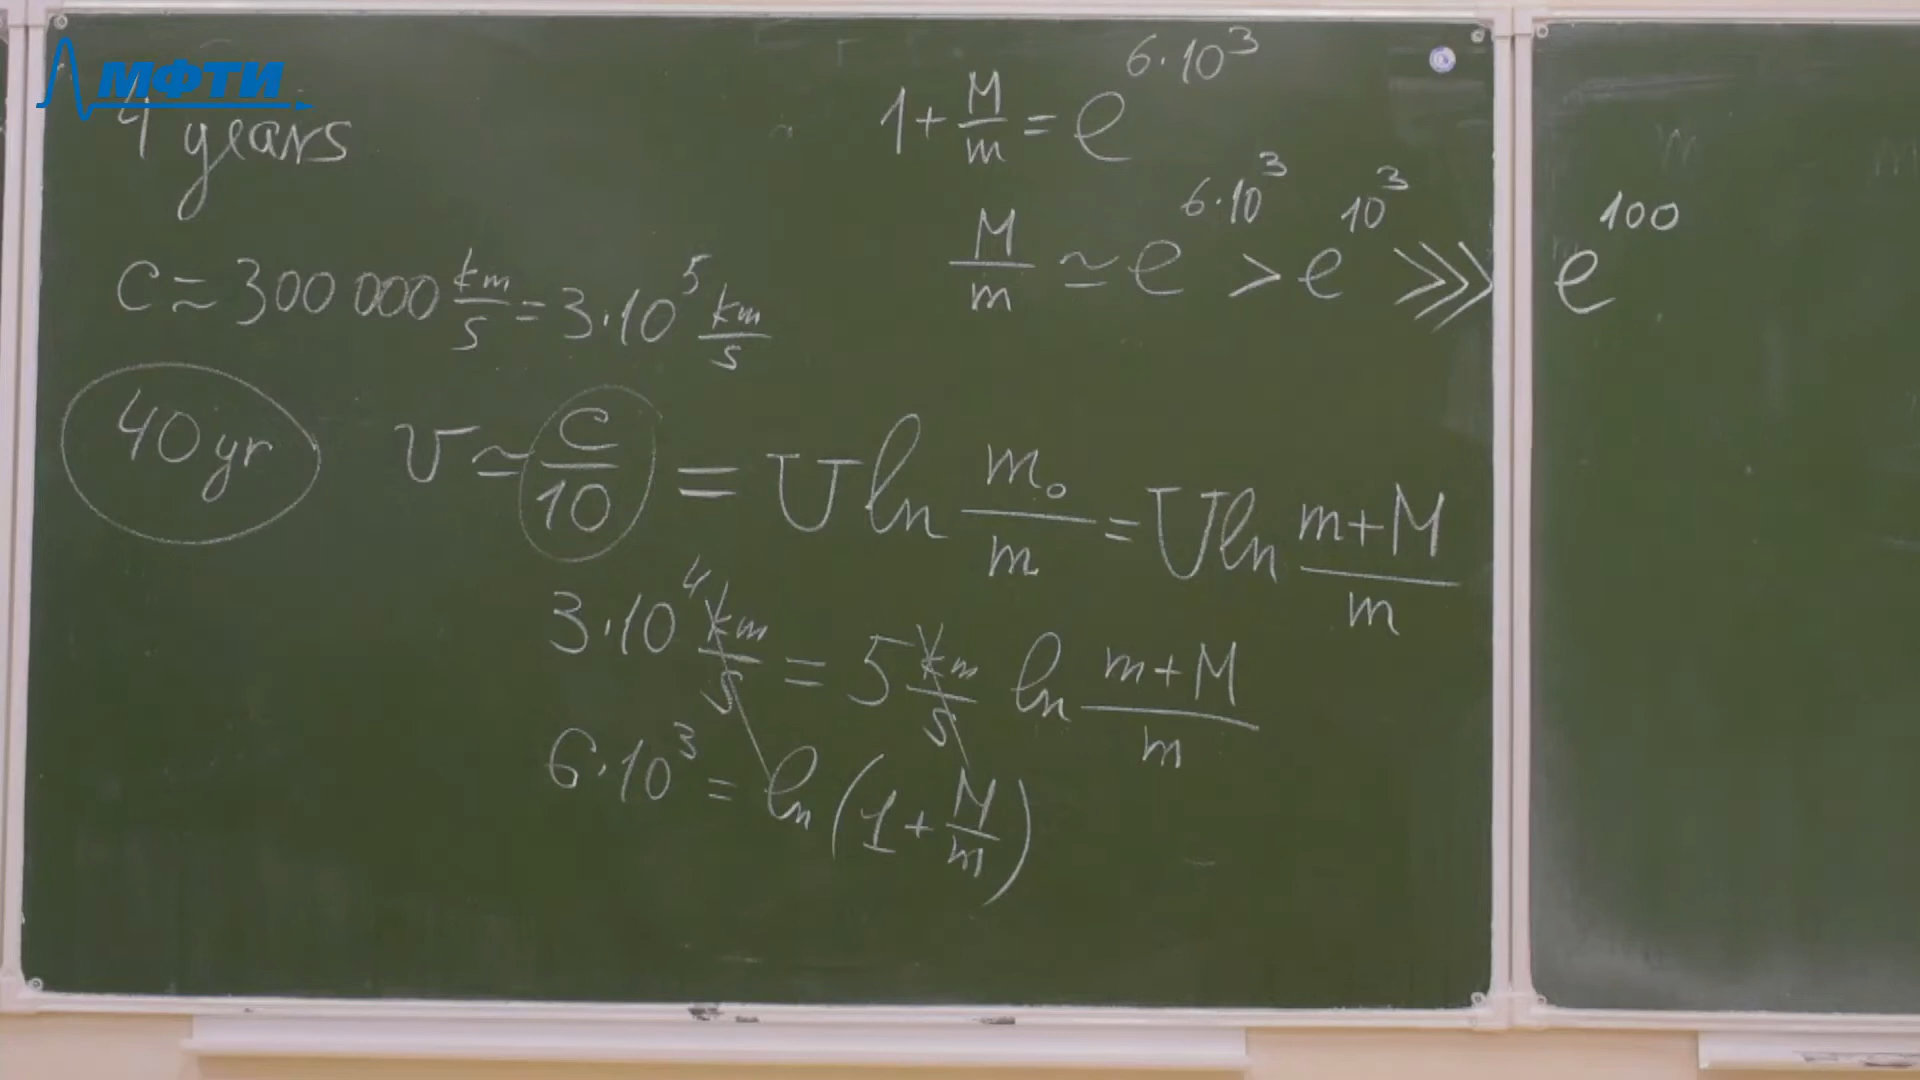 МФТИ
4 years
c ≃ 300 000 km/s = 3·10^5 km/s
40 yr
v ≃ c/10 = U ln m₀/m = U ln (m+M)/m
3·10^4 km/s = 5 km/s ln (m+M)/m
6·10^3 = ln(1 + M/m)
1 + M/m = e^(6·10^3)
M/m ≃ e^(6·10^3) > e^(10^3) >>> e^100